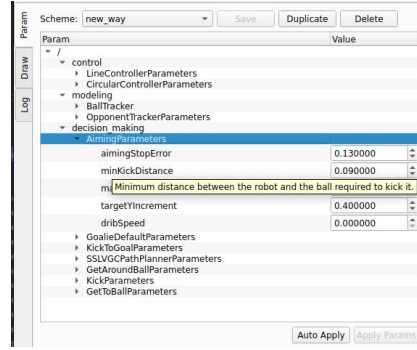 Param
Draw
Log
Scheme: new_way Save Duplicate Delete
Param Value
/
control
LineControllerParameters
CircularControllerParameters
modeling
BallTracker
OpponentTrackerParameters
decision_making
AimingParameters
aimingStopError 0.130000
minKickDistance 0.090000
ma
Minimum distance between the robot and the ball required to kick it.
targetYIncrement 0.400000
dribSpeed 0.000000
GoalieDefaultParameters
KickToGoalParameters
SSLVGCPathPlannerParameters
GetAroundBallParameters
KickParameters
GetToBallParameters
Auto Apply Apply Params